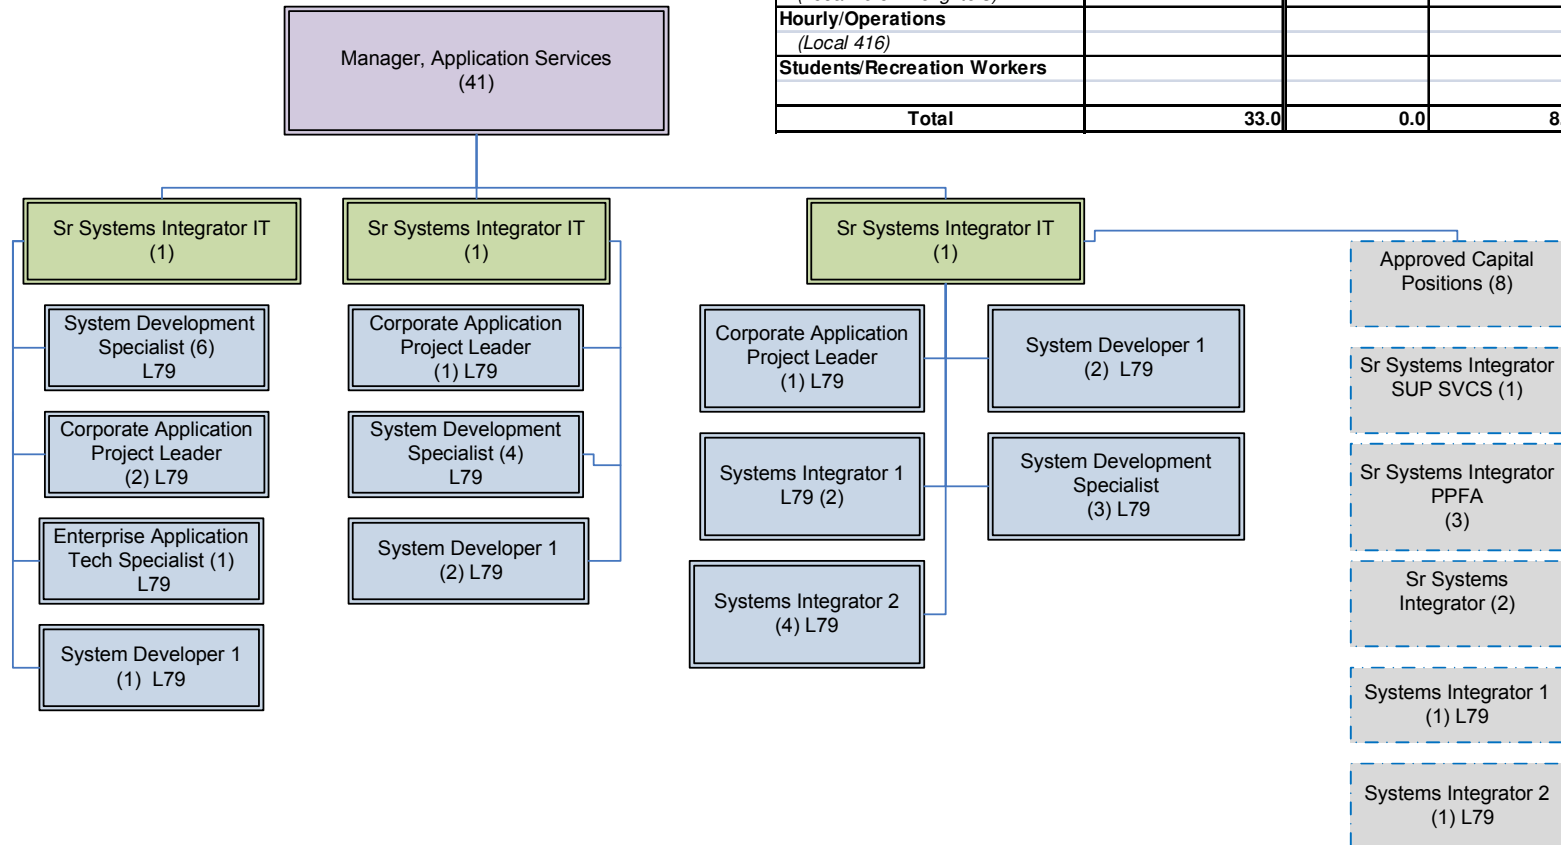 Hourly/Operations
(Local 416)
Students/Recreation Workers
Total 33.0 0.0 8.
Manager, Application Services
(41)
Sr Systems Integrator IT
(1)
Sr Systems Integrator IT
(1)
Sr Systems Integrator IT
(1)
System Development
Specialist (6)
L79
Corporate Application
Project Leader
(2) L79
Enterprise Application
Tech Specialist (1)
L79
System Developer 1
(1) L79
Corporate Application
Project Leader
(1) L79
System Development
Specialist (4)
L79
System Developer 1
(2) L79
Corporate Application
Project Leader
(1) L79
System Developer 1
(2) L79
Systems Integrator 1
L79 (2)
System Development
Specialist
(3) L79
Systems Integrator 2
(4) L79
Approved Capital
Positions (8)
Sr Systems Integrator
SUP SVCS (1)
Sr Systems Integrator
PPFA
(3)
Sr Systems
Integrator (2)
Systems Integrator 1
(1) L79
Systems Integrator 2
(1) L79